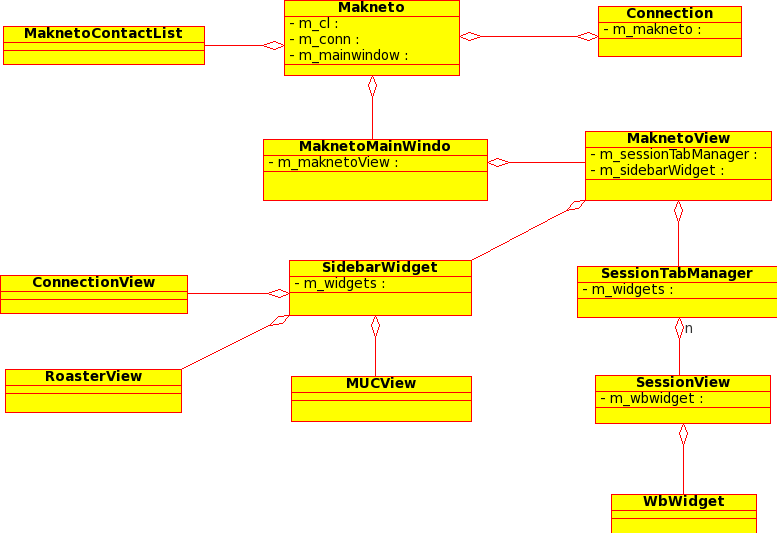 MaknetoContactList
Makneto
- m_cl :
- m_conn :
- m_mainwindow :
Connection
- m_makneto :
MaknetoMainWindo
- m_maknetoView :
MaknetoView
- m_sessionTabManager :
- m_sidebarWidget :
ConnectionView
SidebarWidget
- m_widgets :
SessionTabManager
- m_widgets :
n
RoasterView
MUCView
SessionView
- m_wbwidget :
WbWidget